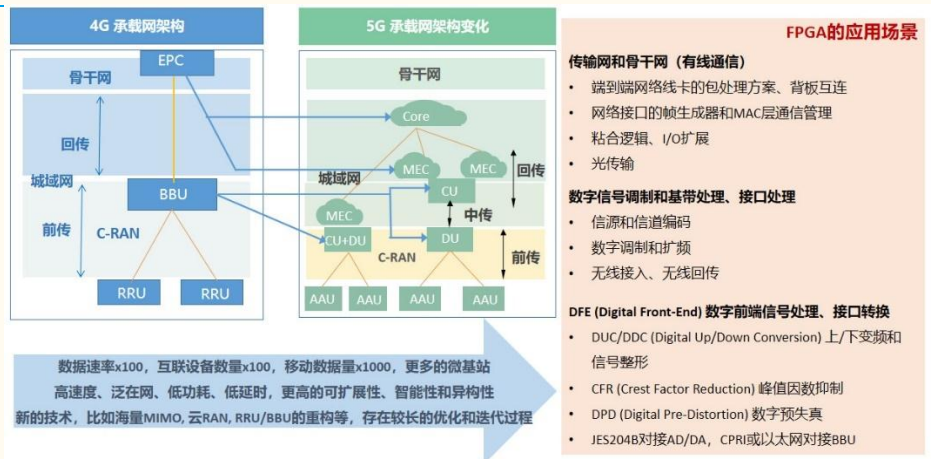 4G 承载网架构
EPC
骨干网
回传
城域网
BBU
前传
C-RAN
RRU
RRU
5G 承载网架构变化
骨干网
Core
MEC
MEC
回传
城域网
CU
MEC
中传
CU+DU
DU
C-RAN
前传
AAU
AAU
AAU
AAU
数据速率x100，互联设备数量x100，移动数据量x1000，更多的微基站
高速度、泛在网、低功耗、低延时，更高的可扩展性、智能性和异构性
新的技术，比如海量MIMO, 云RAN, RRU/BBU的重构等，存在较长的优化和迭代过程
FPGA的应用场景
传输网和骨干网（有线通信）
• 端到端网络线卡的包处理方案、背板互连
• 网络接口的帧生成器和MAC层通信管理
• 粘合逻辑、I/O扩展
• 光传输
数字信号调制和基带处理、接口处理
• 信源和信道编码
• 数字调制和扩频
• 无线接入、无线回传
DFE (Digital Front-End) 数字前端信号处理、接口转换
• DUC/DDC (Digital Up/Down Conversion) 上/下变频和
信号整形
• CFR (Crest Factor Reduction) 峰值因数抑制
• DPD (Digital Pre-Distortion) 数字预失真
• JES204B对接AD/DA，CPRI或以太网对接BBU